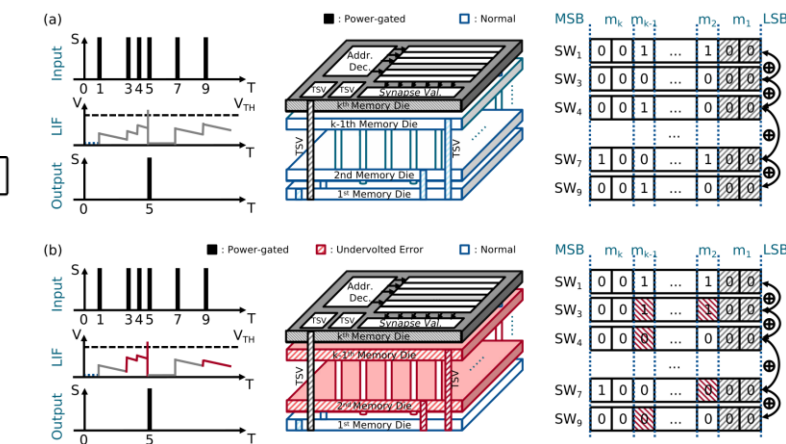 (a)
■ : Power-gated □ : Normal
MSB m_k m_k-1 m_2 m_1 LSB
Input
S
0 1 3 4 5 7 9 T
LIF
V
V_TH
T
Output
S
0 5 T
Addr. Dec.
TSV TSV Synapse Val.
k^th Memory Die
k-1th Memory Die
TSV
TSV
2nd Memory Die
1^st Memory Die
SW_1 0 0 1 ... 1 0 0
SW_3 0 0 0 ... 0 0 0
SW_4 0 0 1 ... 0 0 0
...
SW_7 1 0 0 ... 1 0 0
SW_9 0 0 1 ... 0 0 0
⊕
⊕
⊕
⊕
(b)
■ : Power-gated : Undervolted Error □ : Normal
MSB m_k m_k-1 m_2 m_1 LSB
Input
S
0 1 3 4 5 7 9 T
LIF
V
V_TH
T
Output
S
0 5 T
Addr. Dec.
TSV TSV Synapse Val.
k^th Memory Die
k-1^th Memory Die
TSV
TSV
2^nd Memory Die
1^st Memory Die
SW_1 0 0 1 ... 1 0 0
SW_3 0 0 1 ... 1 0 0
SW_4 0 0 0 ... 0 0 0
...
SW_7 1 0 0 ... 0 0 0
SW_9 0 0 0 ... 0 0 0
⊕
⊕
⊕
⊕